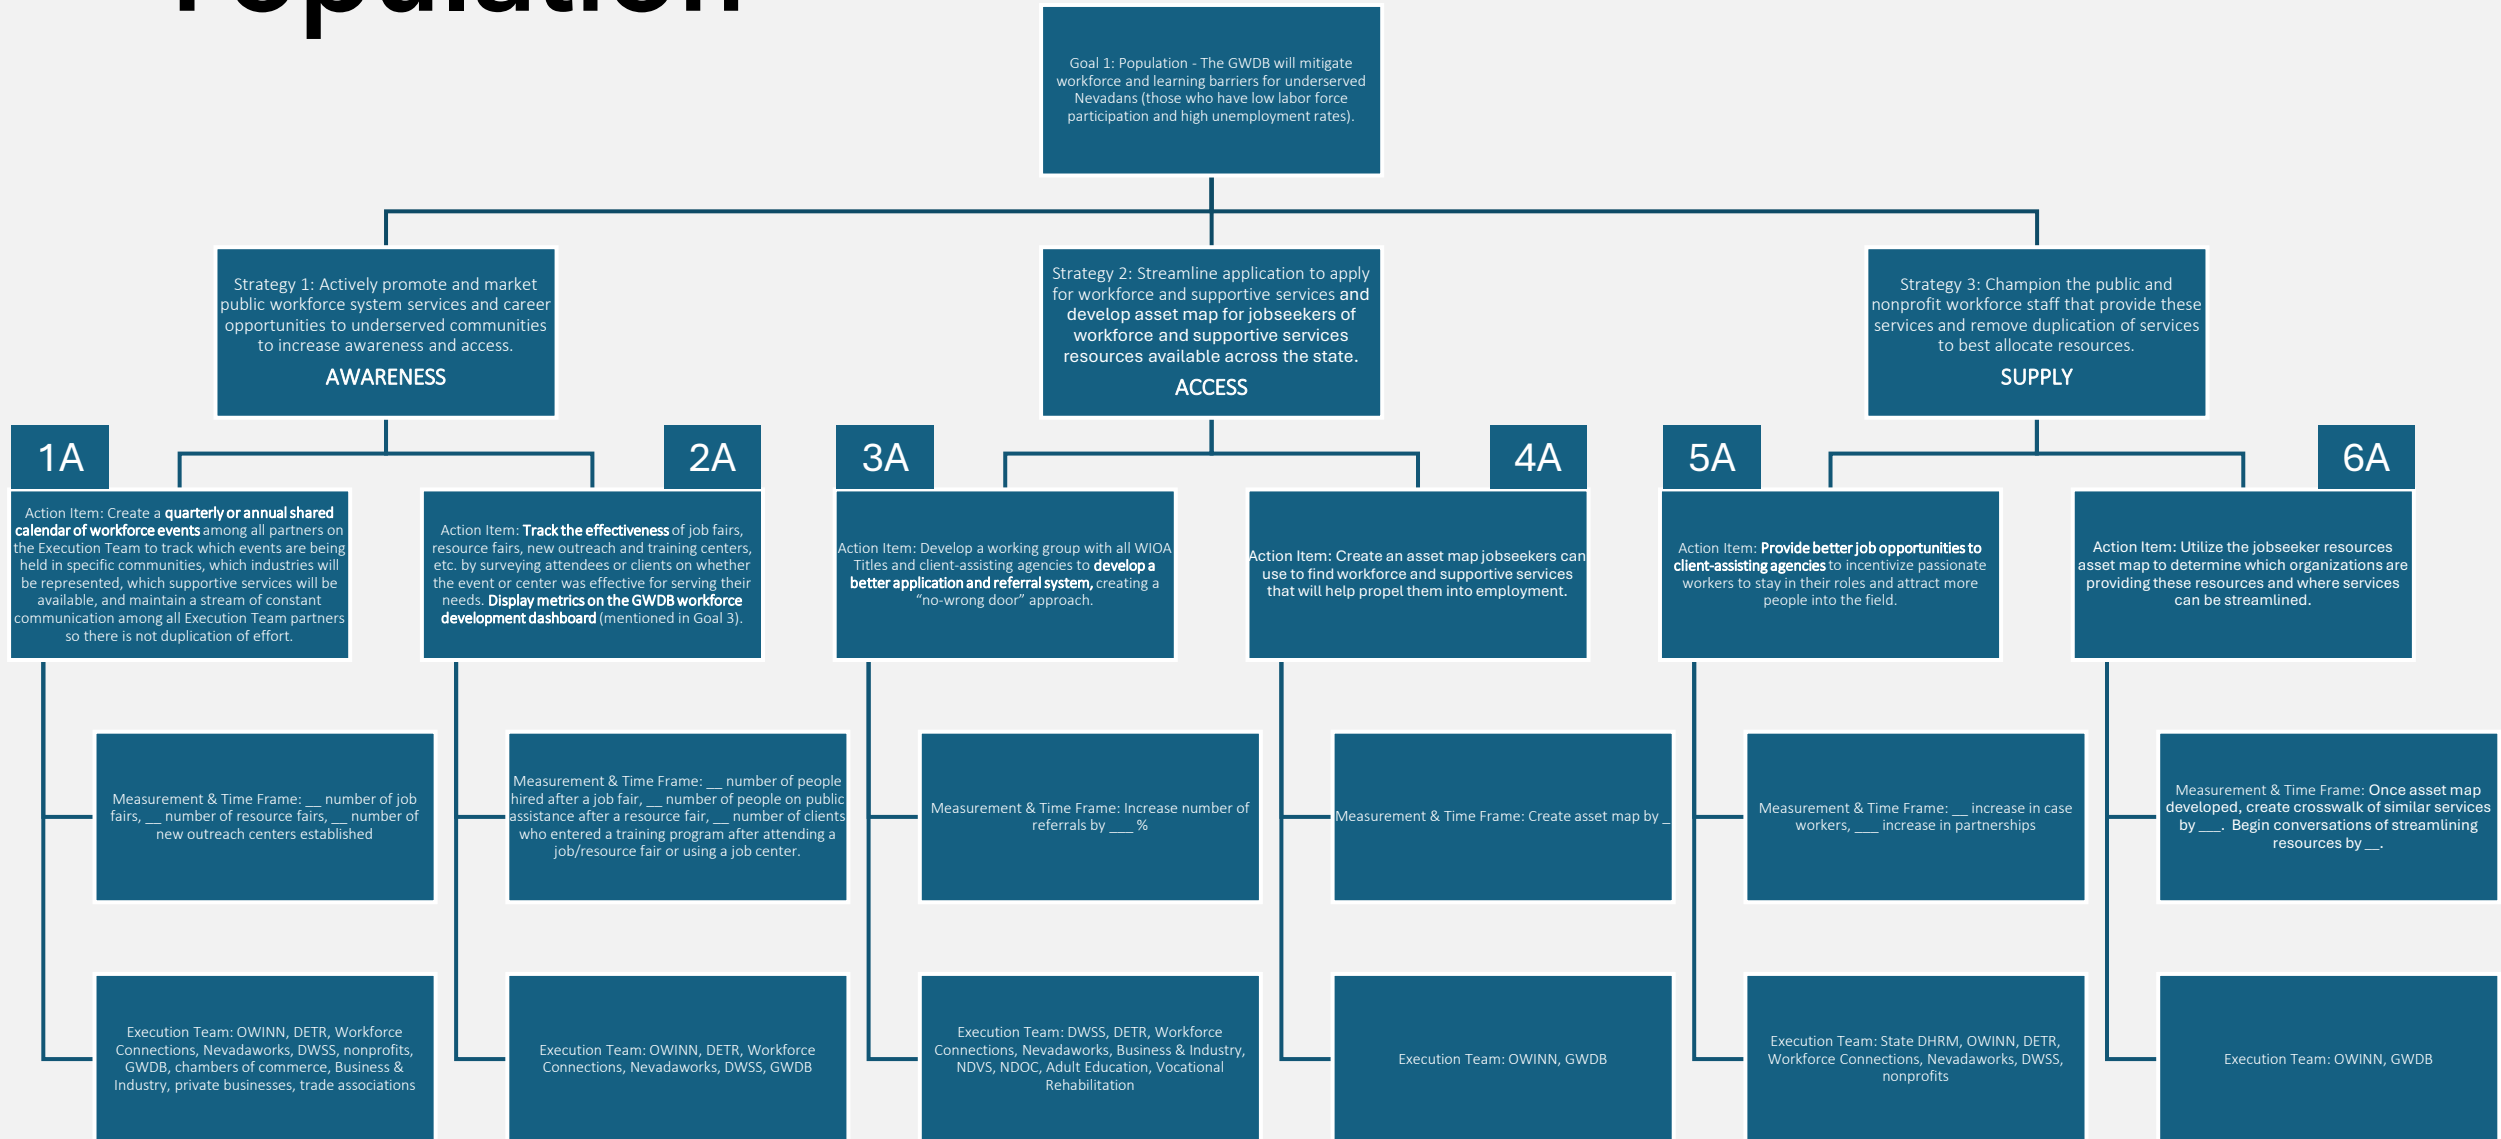 Population
Goal 1: Population - The GWDB will mitigate
workforce and learning barriers for underserved
Nevadans (those who have low labor force
participation and high unemployment rates).
Strategy 1: Actively promote and market
public workforce system services and career
opportunities to underserved communities
to increase awareness and access.
AWARENESS
Strategy 2: Streamline application to apply
for workforce and supportive services and
develop asset map for jobseekers of
workforce and supportive services
resources available across the state.
ACCESS
Strategy 3: Champion the public and
nonprofit workforce staff that provide these
services and remove duplication of services
to best allocate resources.
SUPPLY
1A
2A
3A
4A
5A
6A
Action Item: Create a quarterly or annual shared
calendar of workforce events among all partners on
the Execution Team to track which events are being
held in specific communities, which industries will
be represented, which supportive services will be
available, and maintain a stream of constant
communication among all Execution Team partners
so there is not duplication of effort.
Action Item: Track the effectiveness of job fairs,
resource fairs, new outreach and training centers,
etc. by surveying attendees or clients on whether
the event or center was effective for serving their
needs. Display metrics on the GWDB workforce
development dashboard (mentioned in Goal 3).
Action Item: Develop a working group with all WIOA
Titles and client-assisting agencies to develop a
better application and referral system, creating a
“no-wrong door” approach.
Action Item: Create an asset map jobseekers can
use to find workforce and supportive services
that will help propel them into employment.
Action Item: Provide better job opportunities to
client-assisting agencies to incentivize passionate
workers to stay in their roles and attract more
people into the field.
Action Item: Utilize the jobseeker resources
asset map to determine which organizations are
providing these resources and where services
can be streamlined.
Measurement & Time Frame: __ number of job
fairs, __ number of resource fairs, __ number of
new outreach centers established
Measurement & Time Frame: __ number of people
hired after a job fair, __ number of people on public
assistance after a resource fair, __ number of clients
who entered a training program after attending a
job/resource fair or using a job center.
Measurement & Time Frame: Increase number of
referrals by ___ %
Measurement & Time Frame: Create asset map by _
Measurement & Time Frame: __ increase in case
workers, ___ increase in partnerships
Measurement & Time Frame: Once asset map
developed, create crosswalk of similar services
by ___. Begin conversations of streamlining
resources by __.
Execution Team: OWINN, DETR, Workforce
Connections, Nevadaworks, DWSS, nonprofits,
GWDB, chambers of commerce, Business &
Industry, private businesses, trade associations
Execution Team: OWINN, DETR, Workforce
Connections, Nevadaworks, DWSS, GWDB
Execution Team: DWSS, DETR, Workforce
Connections, Nevadaworks, Business & Industry,
NDVS, NDOC, Adult Education, Vocational
Rehabilitation
Execution Team: OWINN, GWDB
Execution Team: State DHRM, OWINN, DETR,
Workforce Connections, Nevadaworks, DWSS,
nonprofits
Execution Team: OWINN, GWDB